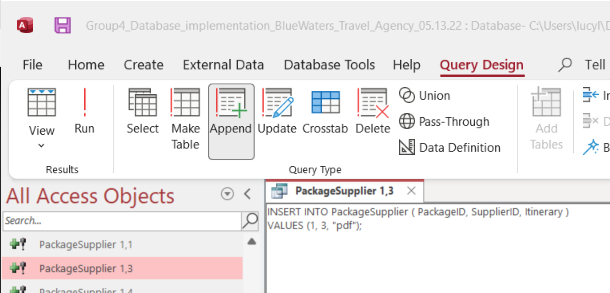 Group4_Database_implementation_BlueWaters_Travel_Agency_05.13.22 : Database- C:\Users\lucyl\D
File Home Create External Data Database Tools Help Query Design Tell
View Run Select Make Table Append Update Crosstab Delete
Union
Pass-Through
Data Definition
Add Tables
In
D
B
Results Query Type
All Access Objects
PackageSupplier 1,3
Search...
PackageSupplier 1,1
PackageSupplier 1,3
PackageSupplier 1,4
INSERT INTO PackageSupplier ( PackageID, SupplierID, Itinerary )
VALUES (1, 3, "pdf");